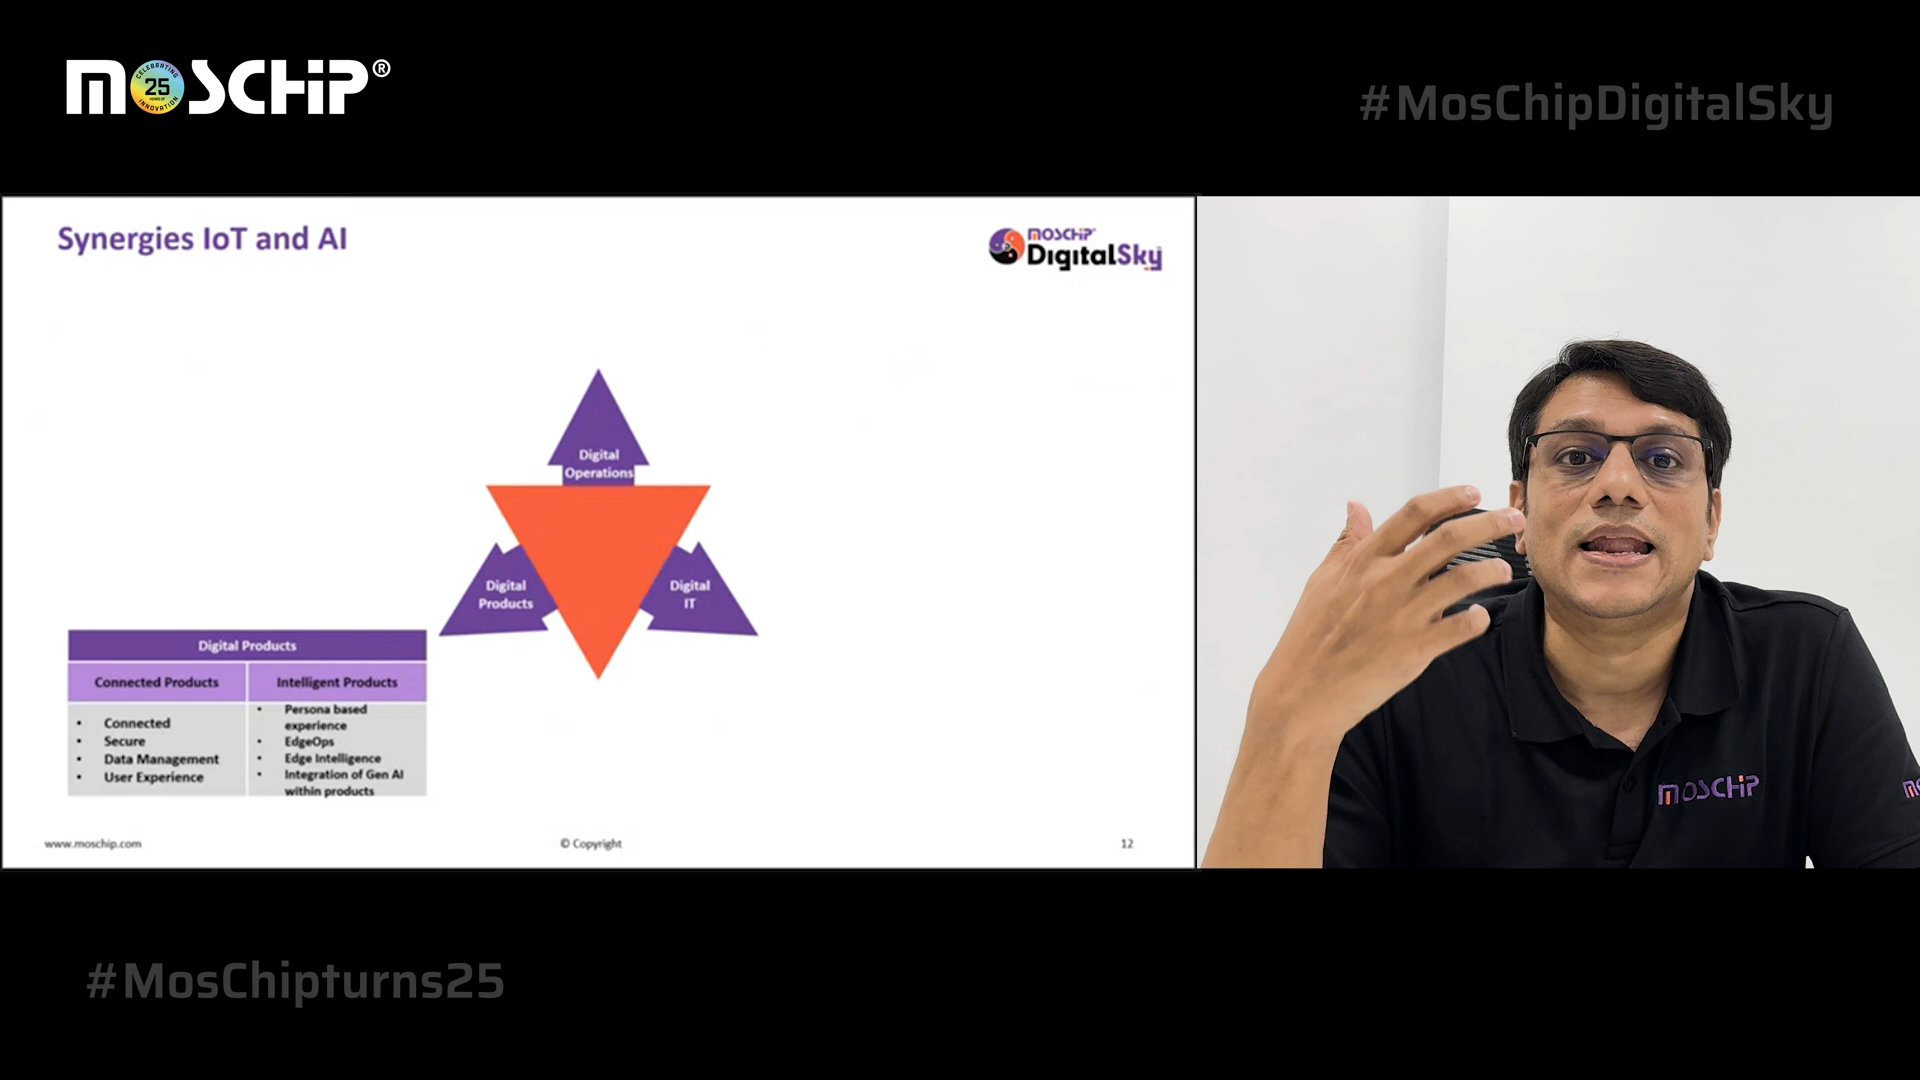 MOSCHIP®
CELEBRATING
25
YEARS OF
INNOVATION
#MosChipDigitalSky
Synergies IoT and AI
MOSCHIP
DigitalSky
Digital
Operations
Digital
Products
Digital
IT
Digital Products
Connected Products
Intelligent Products
• Connected
• Secure
• Data Management
• User Experience
• Persona based
experience
• EdgeOps
• Edge Intelligence
• Integration of Gen AI
within products
www.moschip.com
© Copyright
12
MOSCHIP
#MosChipturns25